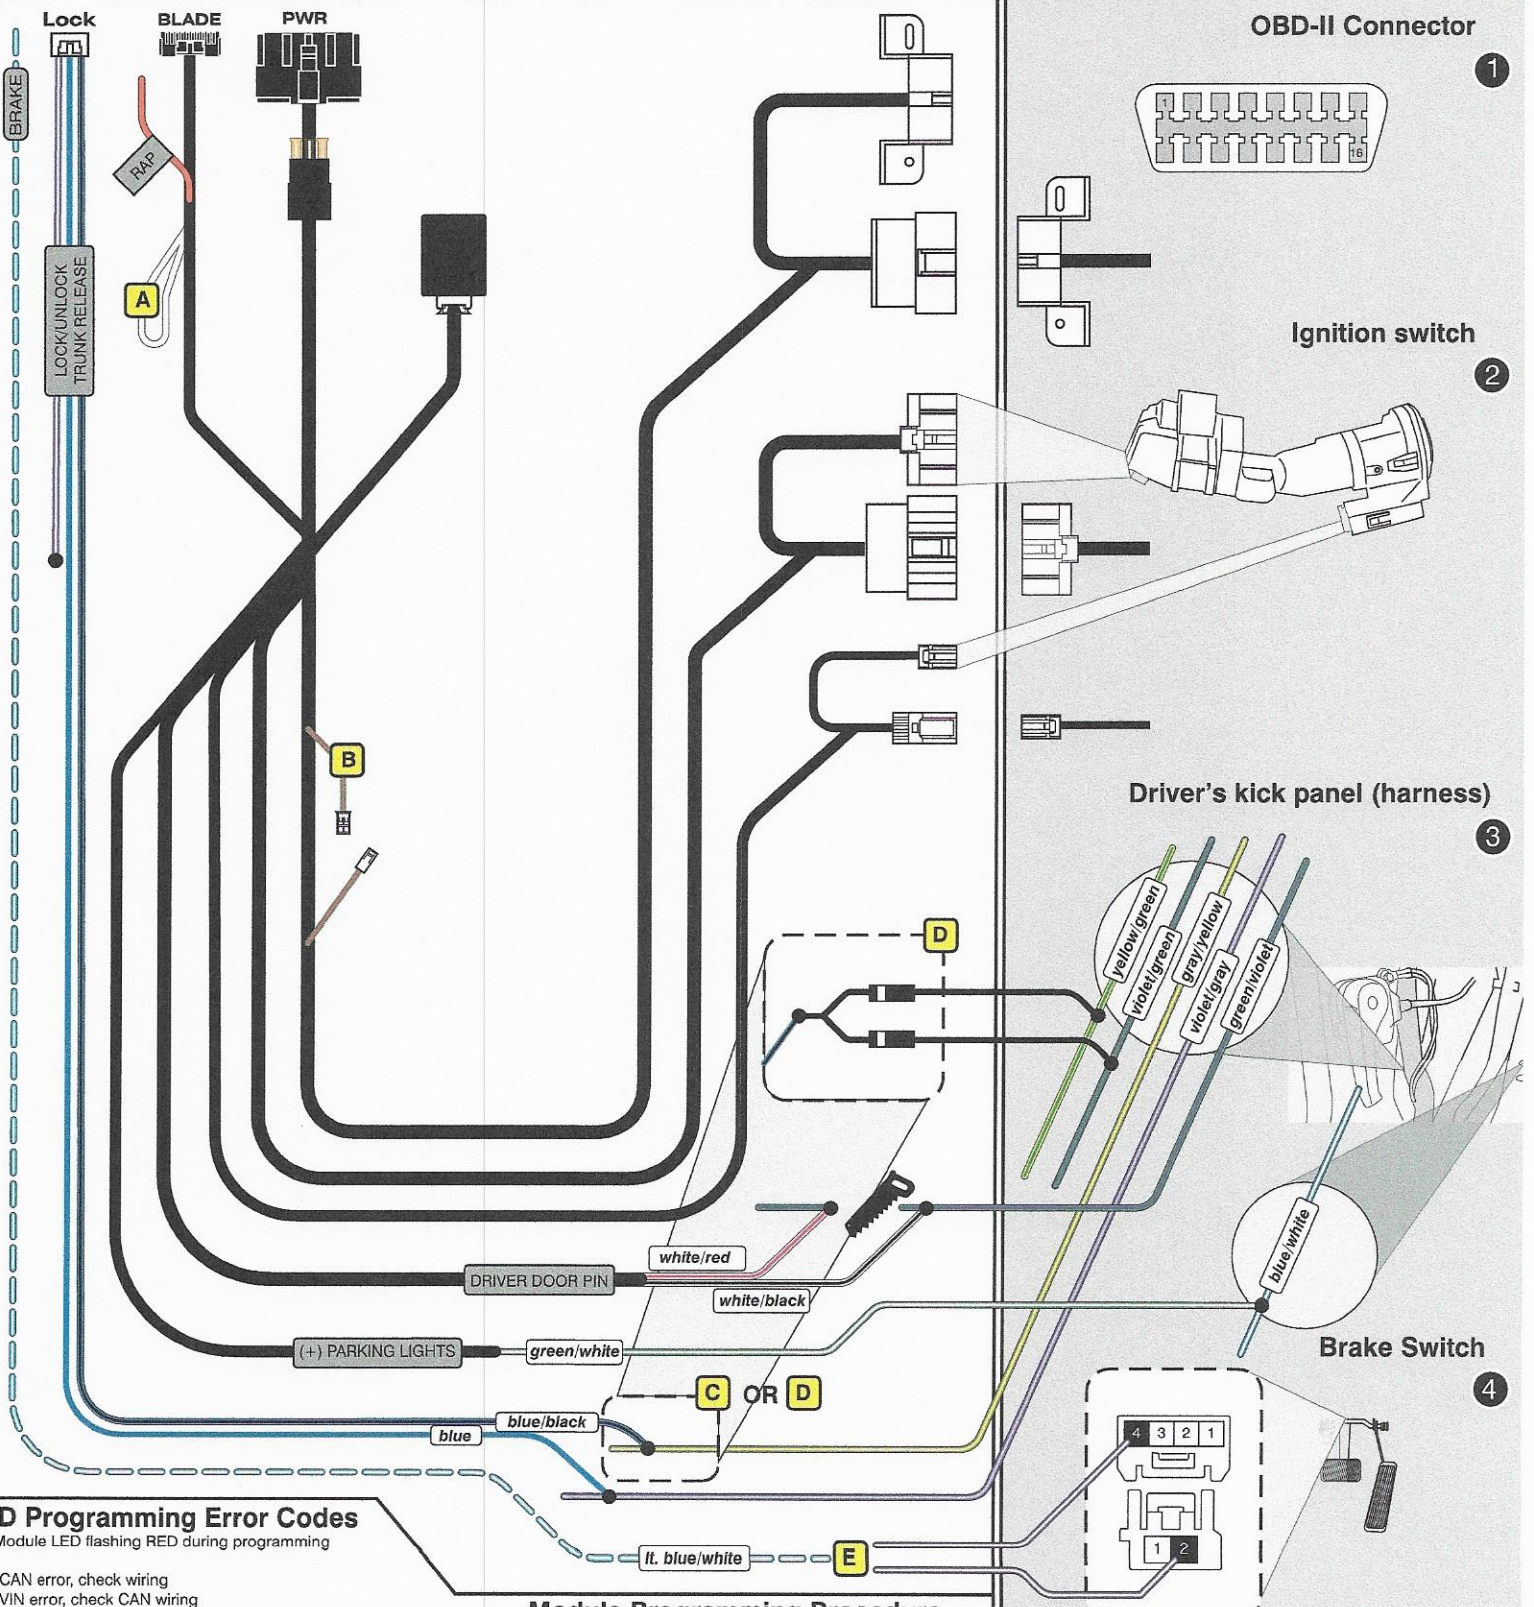 Lock
BLADE
PWR
BRAKE
RAP
LOCK/UNLOCK
TRUNK RELEASE
A
OBD-II Connector
1
1
16
Ignition switch
2
B
Driver's kick panel (harness)
3
yellow/green
violet/green
gray/yellow
violet/gray
green/violet
D
white/red
DRIVER DOOR PIN
white/black
blue/white
(+) PARKING LIGHTS
green/white
Brake Switch
4
C OR D
blue/black
blue
4 3 2 1
1 2
lt. blue/white
E
D Programming Error Codes
Module LED flashing RED during programming
CAN error, check wiring
VIN error, check CAN wiring
Module Programming Procedure